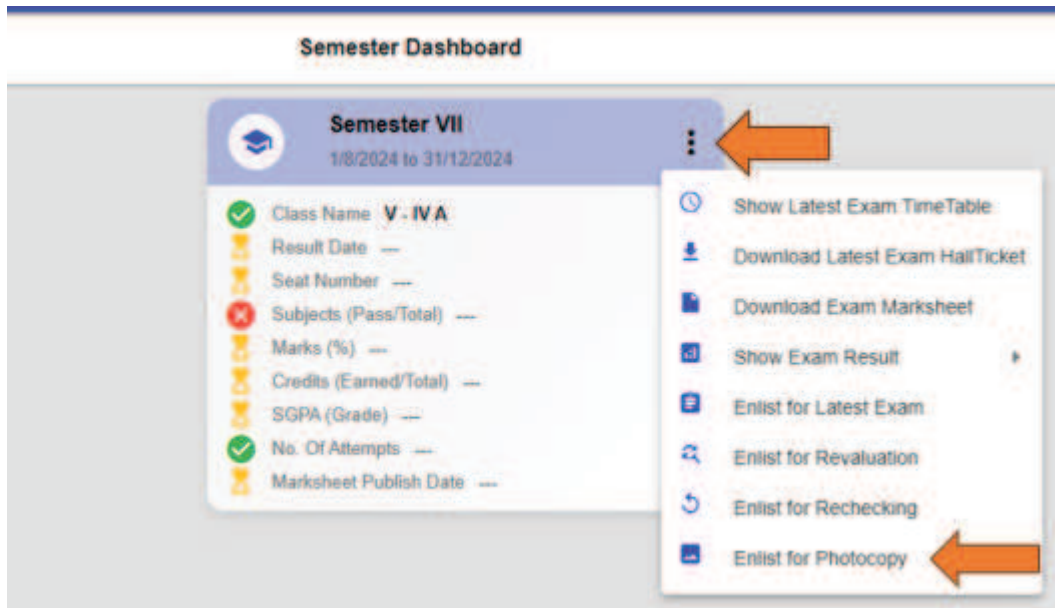 Semester Dashboard
Semester VII
1/8/2024 to 31/12/2024
Class Name V - IV A
Result Date ---
Seat Number ---
Subjects (Pass/Total) ---
Marks (%) ---
Credits (Earned/Total) ---
SGPA (Grade) ---
No. Of Attempts ---
Marksheet Publish Date ---
Show Latest Exam TimeTable
Download Latest Exam HallTicket
Download Exam Marksheet
Show Exam Result
Enlist for Latest Exam
Enlist for Revaluation
Enlist for Rechecking
Enlist for Photocopy